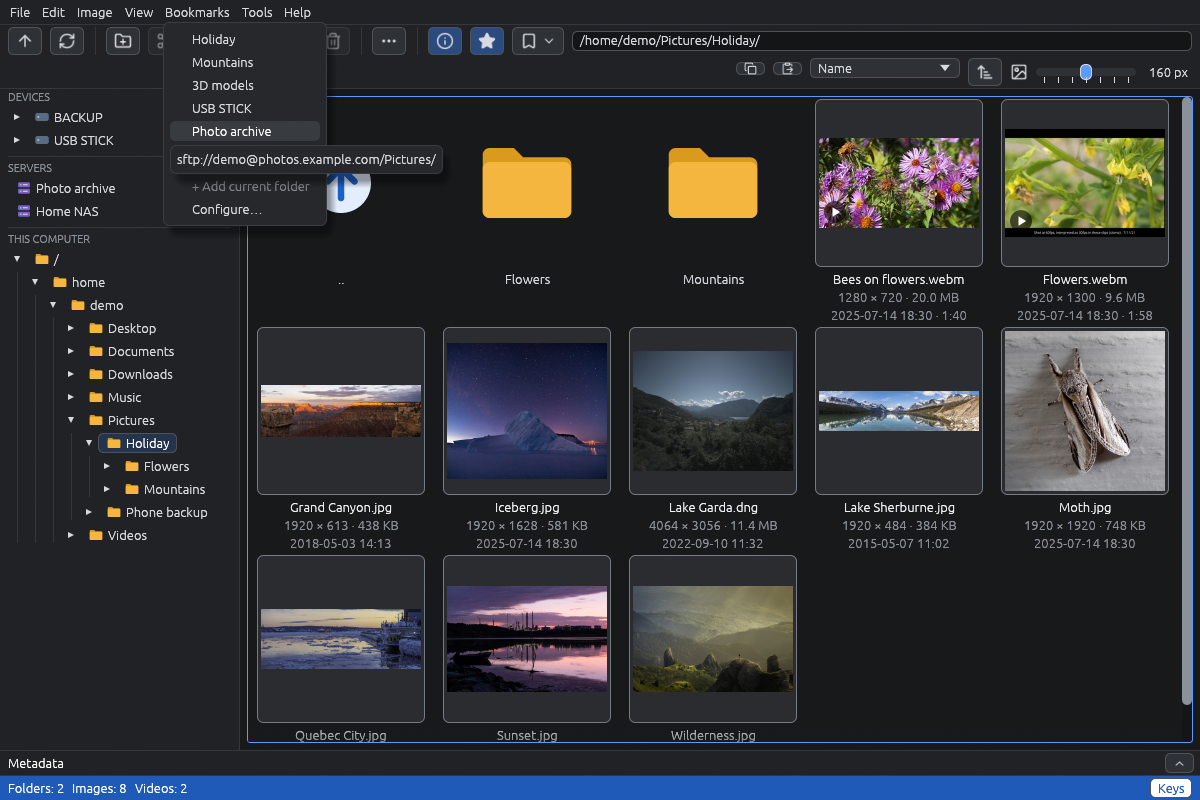 File Edit Image View Bookmarks Tools Help
/home/demo/Pictures/Holiday/
Name
160 px
Holiday
Mountains
3D models
USB STICK
Photo archive
sftp://demo@photos.example.com/Pictures/
+ Add current folder
Configure…
DEVICES
BACKUP
USB STICK
SERVERS
Photo archive
Home NAS
THIS COMPUTER
/
home
demo
Desktop
Documents
Downloads
Music
Pictures
Holiday
Flowers
Mountains
Phone backup
Videos
..
Flowers
Mountains
Bees on flowers.webm
1280 × 720 · 20.0 MB
2025-07-14 18:30 · 1:40
Flowers.webm
1920 × 1300 · 9.6 MB
2025-07-14 18:30 · 1:58
Grand Canyon.jpg
1920 × 613 · 438 KB
2018-05-03 14:13
Iceberg.jpg
1920 × 1628 · 581 KB
2025-07-14 18:30
Lake Garda.dng
4064 × 3056 · 11.4 MB
2022-09-10 11:32
Lake Sherburne.jpg
1920 × 484 · 384 KB
2015-05-07 11:02
Moth.jpg
1920 × 1920 · 748 KB
2025-07-14 18:30
Quebec City.jpg
Sunset.jpg
Wilderness.jpg
Metadata
Folders: 2 Images: 8 Videos: 2
Keys